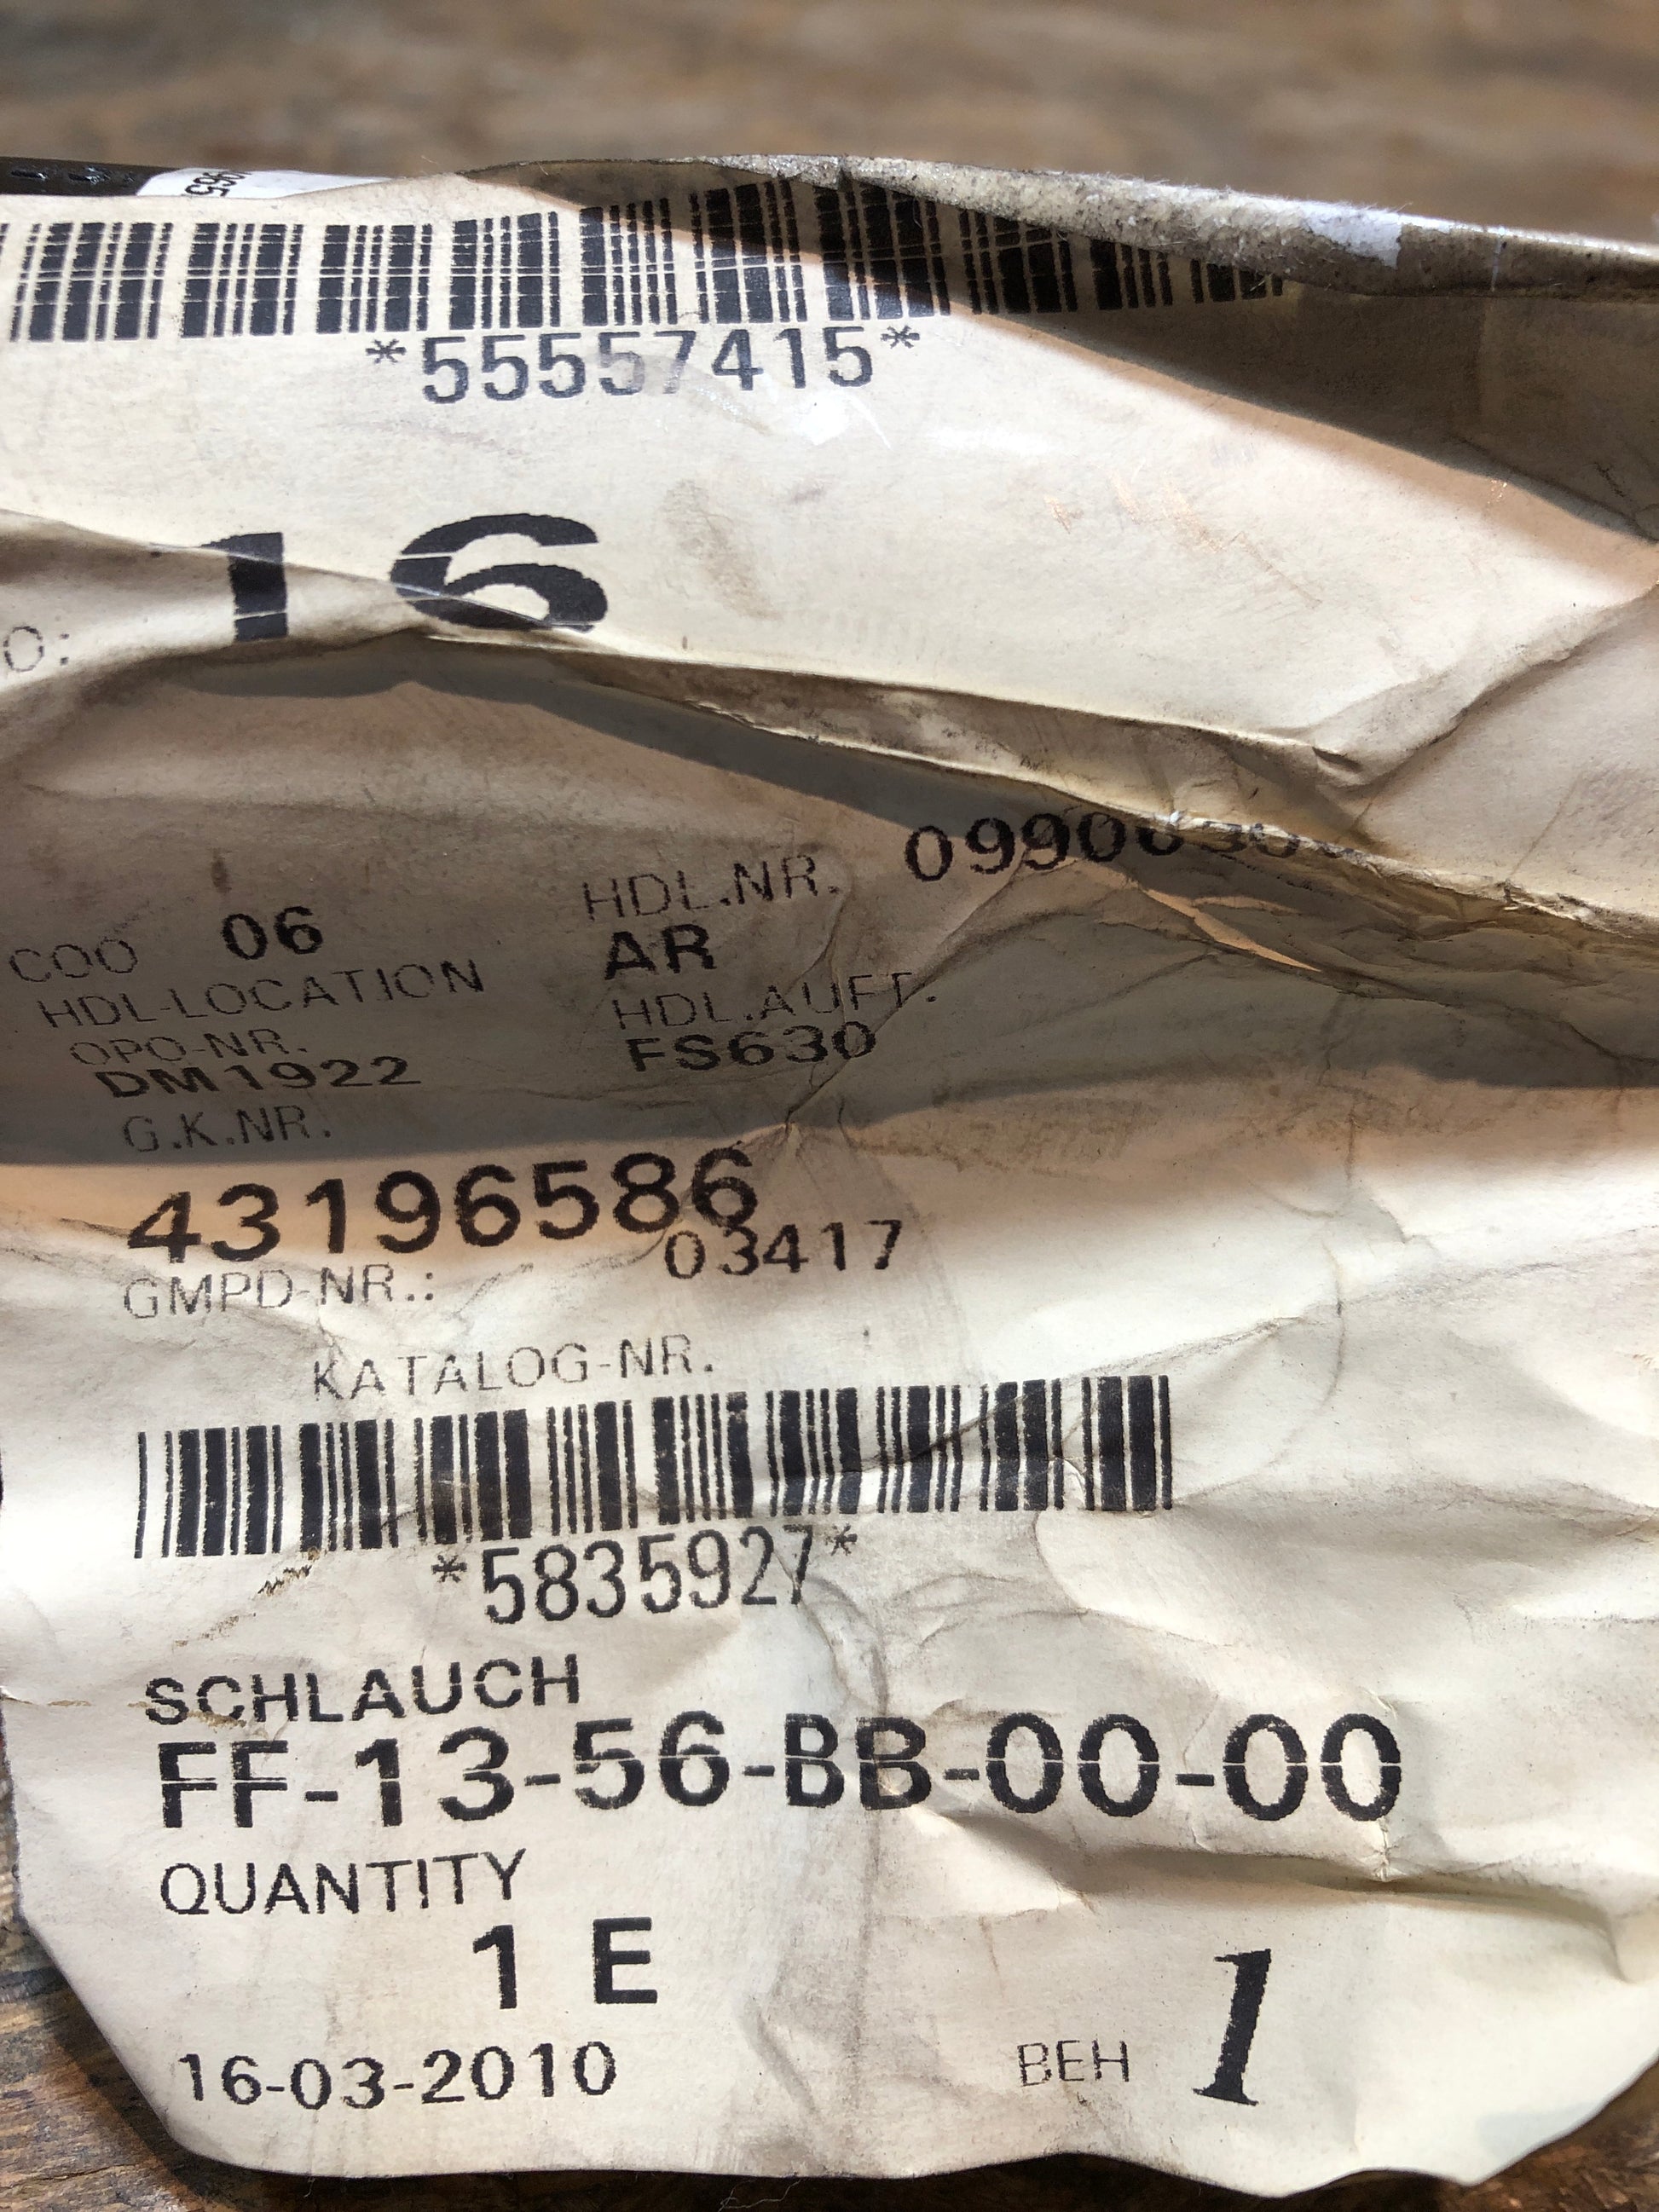 965
*55557415*
O: 16
HDL.NR.
COO 06 AR
HDL-LOCATION HDL.AUFT.
OPO-NR. FS630
DM1922
G.K.NR.
43196586
03417
GMPD-NR.:
KATALOG-NR.
*5835927*
SCHLAUCH
FF-13-56-BB-00-00
QUANTITY
1 E
16-03-2010 BEH 1